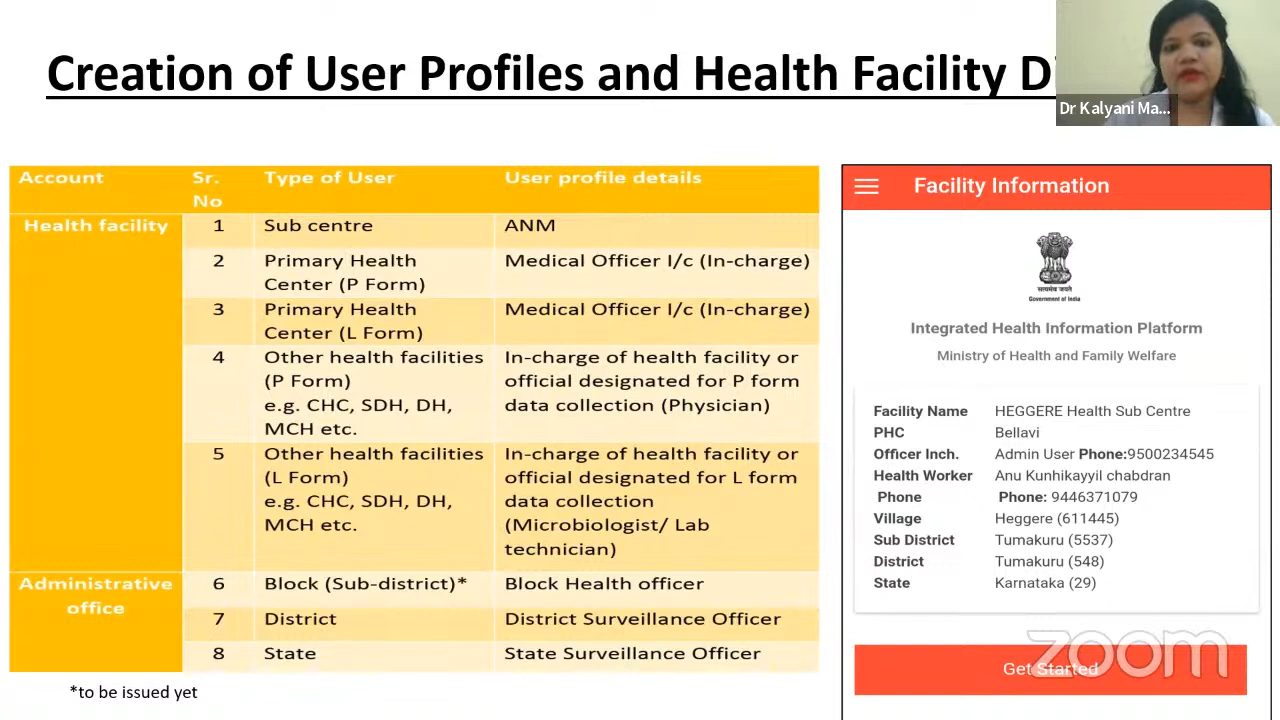 Creation of User Profiles and Health Facility
Dr Kalyani Ma...
Account Sr. No Type of User User profile details
Health facility 1 Sub centre ANM
2 Primary Health Center (P Form) Medical Officer I/c (In-charge)
3 Primary Health Center (L Form) Medical Officer I/c (In-charge)
4 Other health facilities (P Form) e.g. CHC, SDH, DH, MCH etc. In-charge of health facility or official designated for P form data collection (Physician)
5 Other health facilities (L Form) e.g. CHC, SDH, DH, MCH etc. In-charge of health facility or official designated for L form data collection (Microbiologist/ Lab technician)
Administrative office 6 Block (Sub-district)* Block Health officer
7 District District Surveillance Officer
8 State State Surveillance Officer
*to be issued yet
Facility Information
सत्यमेव जयते
Government of India
Integrated Health Information Platform
Ministry of Health and Family Welfare
Facility Name HEGGERE Health Sub Centre
PHC Bellavi
Officer Inch. Admin User Phone:9500234545
Health Worker Anu Kunhikayyil chabdran
Phone Phone: 9446371079
Village Heggere (611445)
Sub District Tumakuru (5537)
District Tumakuru (548)
State Karnataka (29)
Get Started
zoom